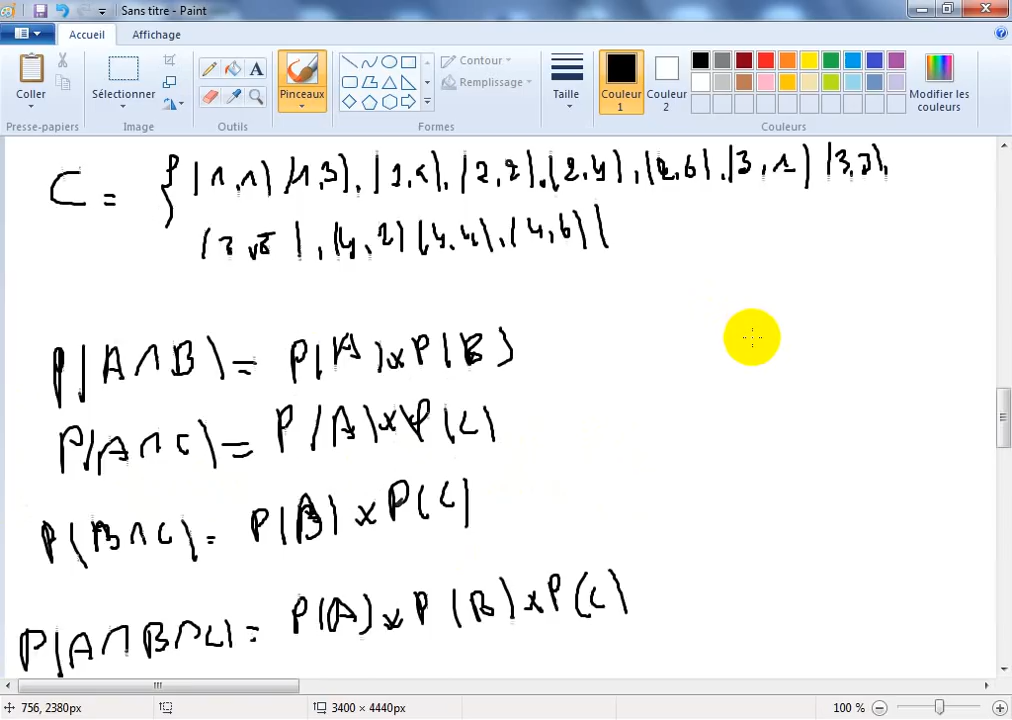 Sans titre - Paint
Accueil Affichage
Coller
Sélectionner
Pinceaux
Contour
Remplissage
Taille
Couleur 1
Couleur 2
Modifier les couleurs
Presse-papiers Image Outils Formes Couleurs
C = { (1,1) (1,3), (1,5), (2,2), (2,4), (2,6), (3,1) (3,3),
(3,5), (4,2) (4,4), (4,6) }
P(A∩B) = P(A) x P(B)
P(A∩C) = P(A) x P(C)
P(B∩C) = P(B) x P(C)
P(A∩B∩C) = P(A) x P(B) x P(C)
756, 2380px 3400 × 4440px 100 %